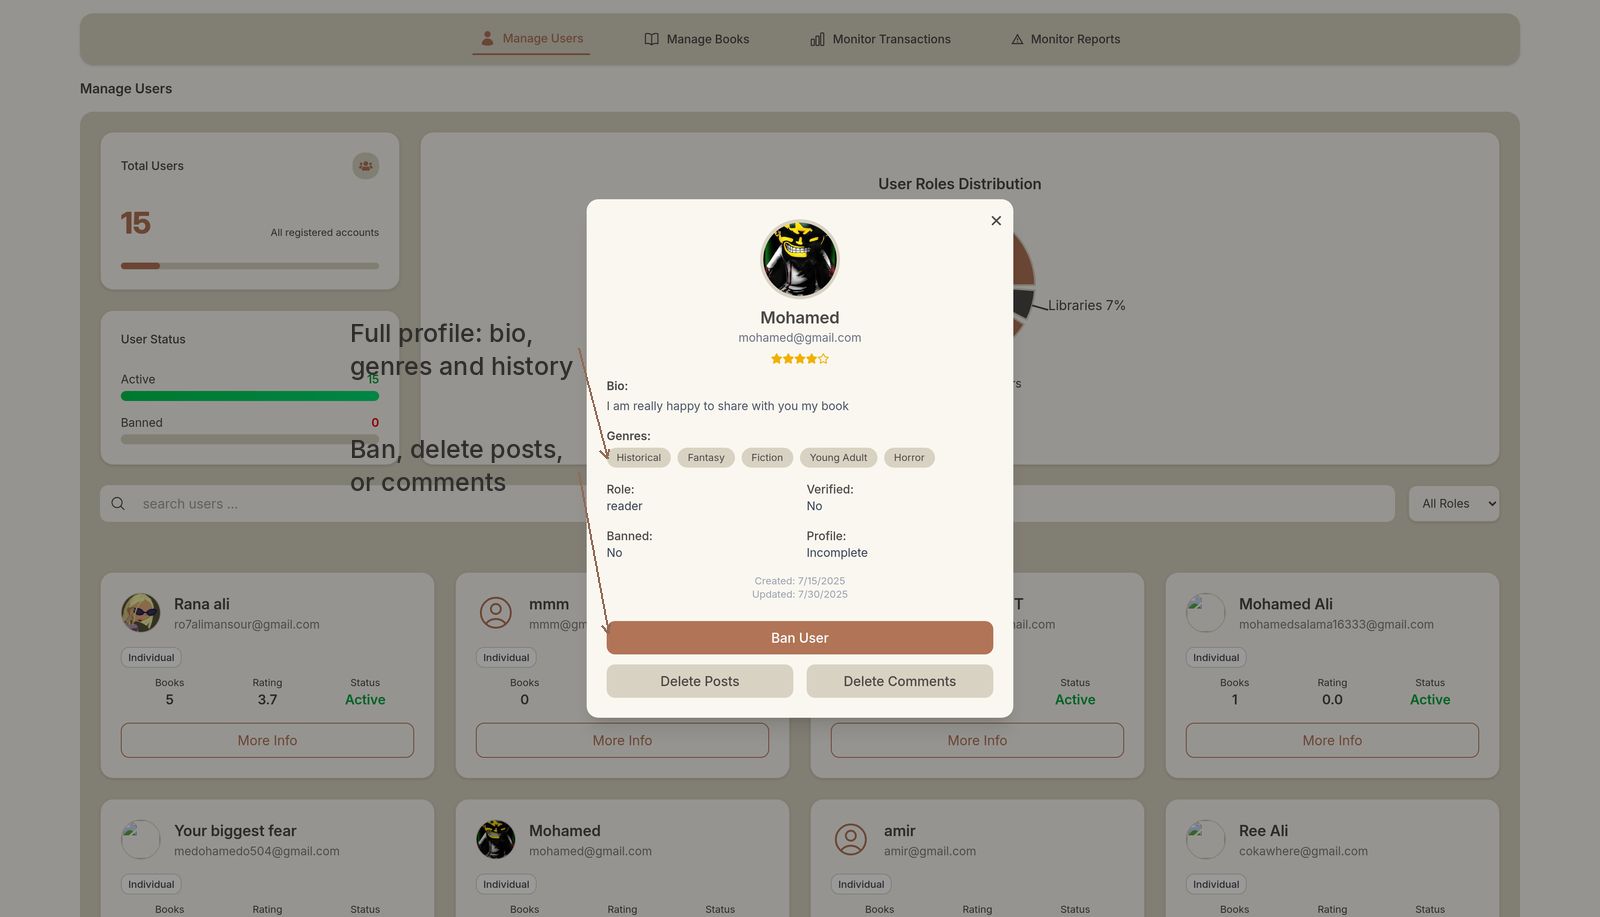 Manage Users
Manage Books
Monitor Transactions
Monitor Reports
Manage Users
Total Users
15
All registered accounts
User Roles Distribution
Libraries 7%
rs
User Status
Active
15
Banned
0
Full profile: bio,
genres and history
Ban, delete posts,
or comments
Mohamed
mohamed@gmail.com
Bio:
I am really happy to share with you my book
Genres:
Historical
Fantasy
Fiction
Young Adult
Horror
Role:
reader
Verified:
No
Banned:
No
Profile:
Incomplete
Created: 7/15/2025
Updated: 7/30/2025
Ban User
Delete Posts
Delete Comments
search users ...
All Roles
Rana ali
ro7alimansour@gmail.com
Individual
Books
Rating
Status
5
3.7
Active
More Info
mmm
mmm@gm
Individual
Books
0
More Info
T
il.com
Status
Active
More Info
Mohamed Ali
mohamedsalama16333@gmail.com
Individual
Books
Rating
Status
1
0.0
Active
More Info
Your biggest fear
medohamedo504@gmail.com
Individual
Books
Rating
Status
Mohamed
mohamed@gmail.com
Individual
Books
Rating
Status
amir
amir@gmail.com
Individual
Books
Rating
Status
Ree Ali
cokawhere@gmail.com
Individual
Books
Rating
Status